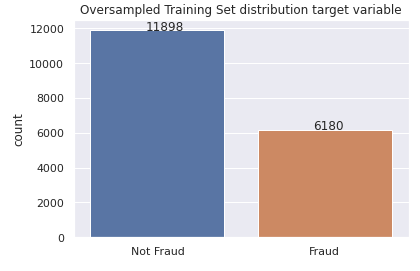 Oversampled Training Set distribution target variable
12000
10000
8000
6000
4000
2000
0
count
11898
6180
Not Fraud
Fraud